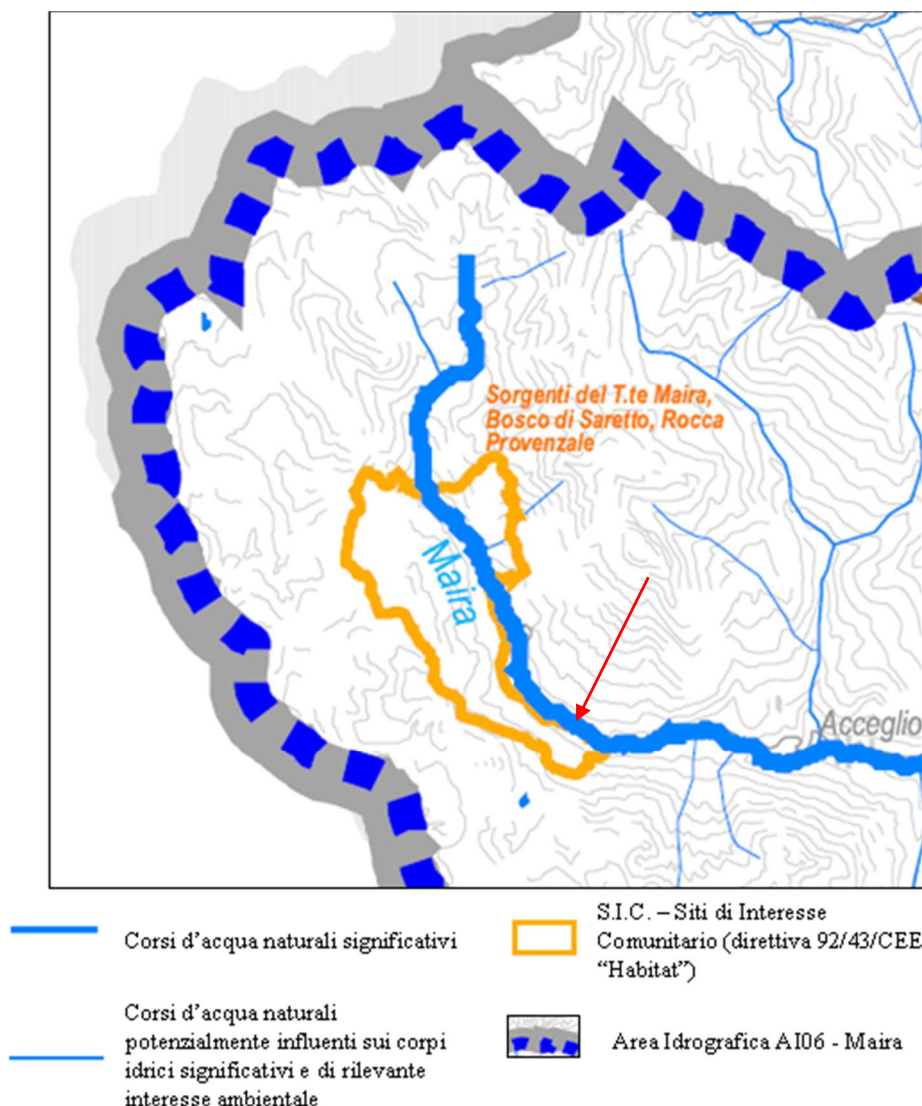 Sorgenti del T.te Maira,
Bosco di Saretto, Rocca
Provenzale
Maira
Acceglio
Corsi d'acqua naturali significativi
Corsi d'acqua naturali
potenzialmente influenti sui corpi
idrici significativi e di rilevante
interesse ambientale
S.I.C. – Siti di Interesse
Comunitario (direttiva 92/43/CEE
"Habitat")
Area Idrografica AI06 - Maira